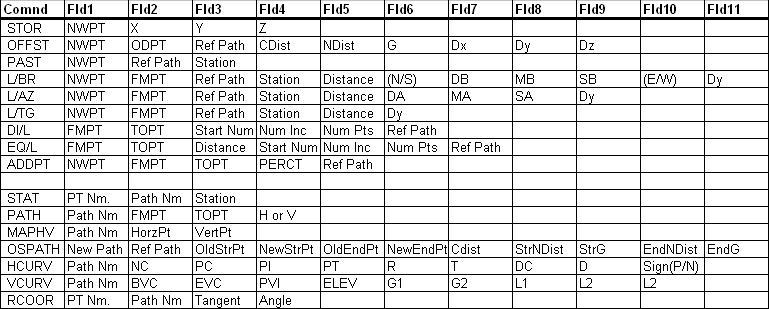 Comnd Fld1 Fld2 Fld3 Fld4 Fld5 Fld6 Fld7 Fld8 Fld9 Fld10 Fld11
STOR NWPT X Y Z
OFFST NWPT ODPT Ref Path CDist NDist G Dx Dy Dz
PAST NWPT Ref Path Station
L/BR NWPT FMPT Ref Path Station Distance (N/S) DB MB SB (E/W) Dy
L/AZ NWPT FMPT Ref Path Station Distance DA MA SA Dy
L/TG NWPT FMPT Ref Path Station Distance Dy
DI/L FMPT TOPT Start Num Num Inc Num Pts Ref Path
EQ/L FMPT TOPT Distance Start Num Num Inc Num Pts Ref Path
ADDPT NWPT FMPT TOPT PERCT Ref Path
STAT PT Nm. Path Nm Station
PATH Path Nm FMPT TOPT H or V
MAPHV Path Nm HorzPt VertPt
OSPATH New Path Ref Path OldStrPt NewStrPt OldEndPt NewEndPt Cdist StrNDist StrG EndNDist EndG
HCURV Path Nm NC PC PI PT R T DC D Sign(P/N)
VCURV Path Nm BVC EVC PVI ELEV G1 G2 L1 L2 L2
RCOOR PT Nm. Path Nm Tangent Angle